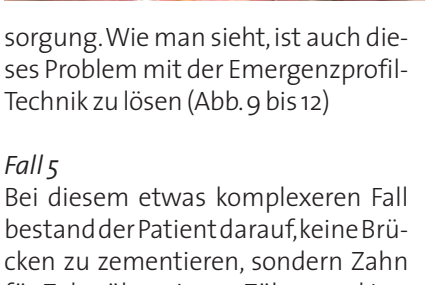 sorgung. Wie man sieht, ist auch die-
ses Problem mit der Emergenzprofil-
Technik zu lösen (Abb. 9 bis 12)
Fall 5
Bei diesem etwas komplexeren Fall
bestand der Patient darauf, keine Brü-
cken zu zementieren, sondern Zahn